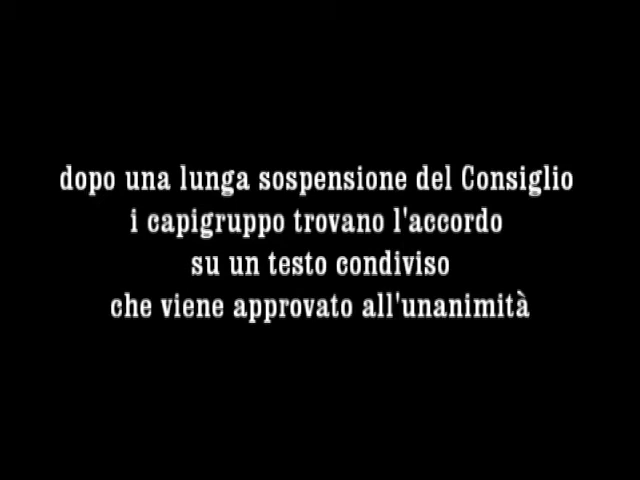 dopo una lunga sospensione del Consiglio
i capigruppo trovano l'accordo
su un testo condiviso
che viene approvato all'unanimità